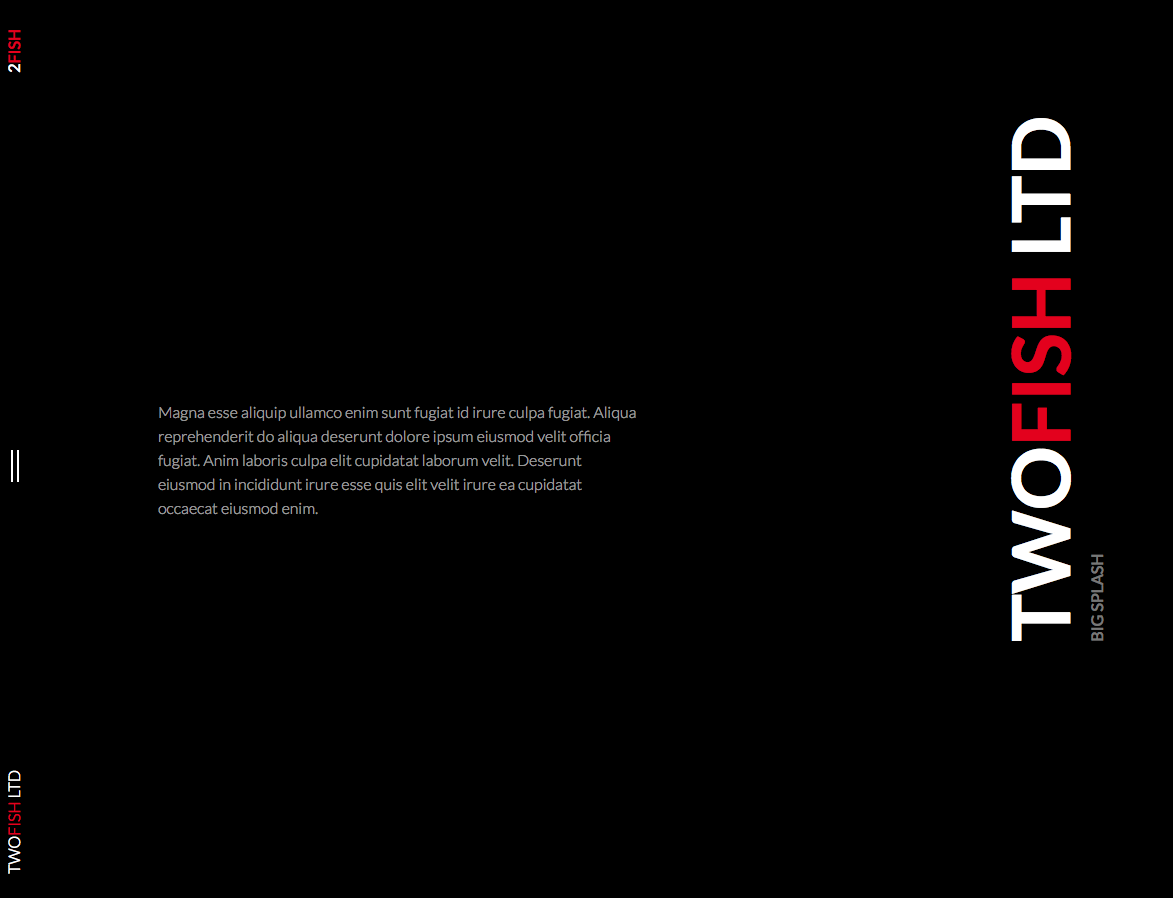 2FISH
TWOFISH LTD
Magna esse aliquip ullamco enim sunt fugiat id irure culpa fugiat. Aliqua
reprehenderit do aliqua deserunt dolore ipsum eiusmod velit officia
fugiat. Anim laboris culpa elit cupidatat laborum velit. Deserunt
eiusmod in incididunt irure esse quis elit velit irure ea cupidatat
occaecat eiusmod enim.
TWOFISH LTD
BIG SPLASH